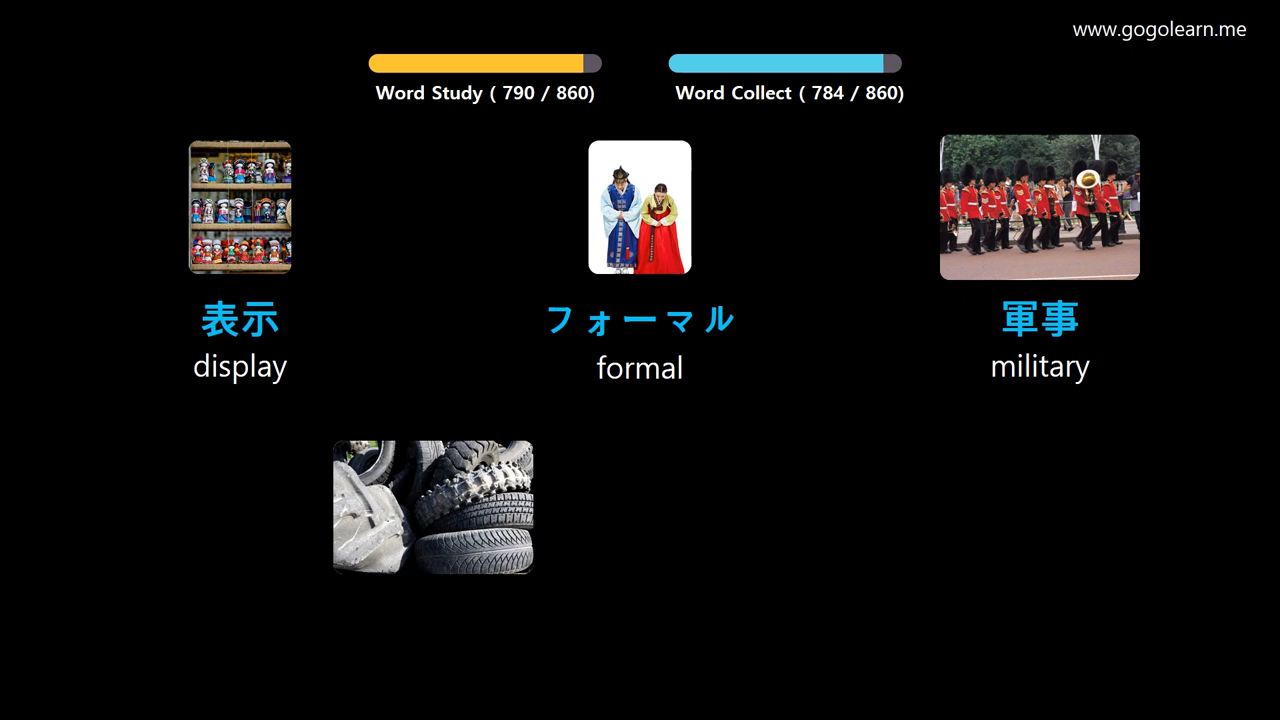 www.gogolearn.me
Word Study ( 790 / 860)
Word Collect ( 784 / 860)
表示
display
フォーマル
formal
軍事
military